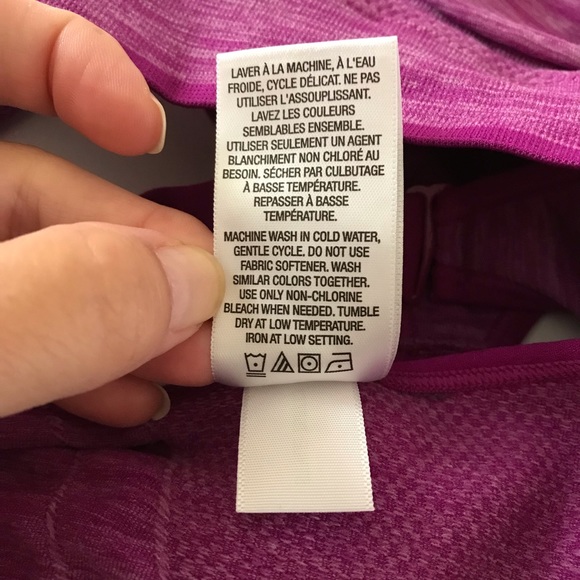 LAVER À LA MACHINE, À L'EAU
FROIDE, CYCLE DÉLICAT. NE PAS
UTILISER L'ASSOUPLISSANT.
LAVEZ LES COULEURS
SEMBLABLES ENSEMBLE.
UTILISER SEULEMENT UN AGENT
BLANCHIMENT NON CHLORÉ AU
BESOIN. SÉCHER PAR CULBUTAGE
À BASSE TEMPÉRATURE.
REPASSER À BASSE
TEMPÉRATURE.
MACHINE WASH IN COLD WATER,
GENTLE CYCLE. DO NOT USE
FABRIC SOFTENER. WASH
SIMILAR COLORS TOGETHER.
USE ONLY NON-CHLORINE
BLEACH WHEN NEEDED. TUMBLE
DRY AT LOW TEMPERATURE.
IRON AT LOW SETTING.